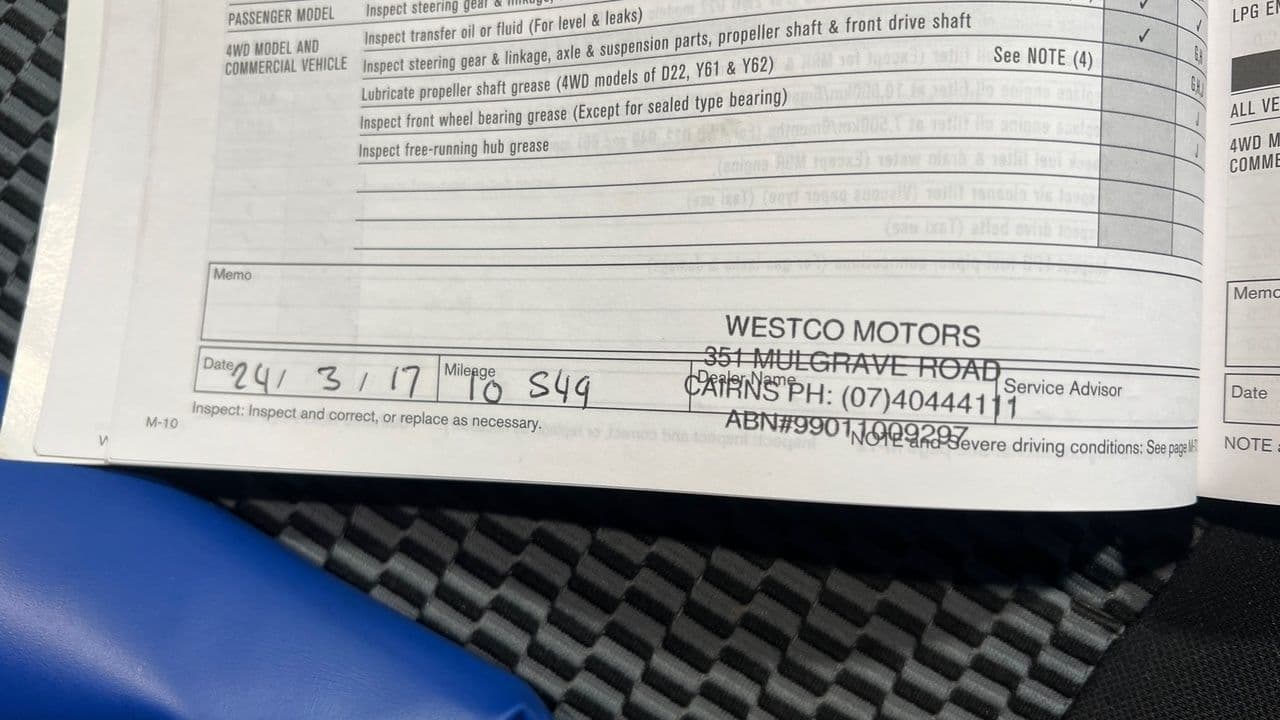 PASSENGER MODEL
Inspect steering gear & linkage,
Inspect transfer oil or fluid (For level & leaks)
4WD MODEL AND
COMMERCIAL VEHICLE
Inspect steering gear & linkage, axle & suspension parts, propeller shaft & front drive shaft
✓
Lubricate propeller shaft grease (4WD models of D22, Y61 & Y62)
See NOTE (4)
Inspect front wheel bearing grease (Except for sealed type bearing)
Inspect free-running hub grease
Memo
WESTCO MOTORS
351 MULGRAVE ROAD
CAIRNS PH: (07)40444111
ABN#99011009297
Date 24/3/17
Mileage 10 549
Dealer Name
Service Advisor
M-10
Inspect: Inspect and correct, or replace as necessary.
NOTE and Severe driving conditions: See page
LPG
ALL VE
4WD M
COMME
Memo
Date
NOTE